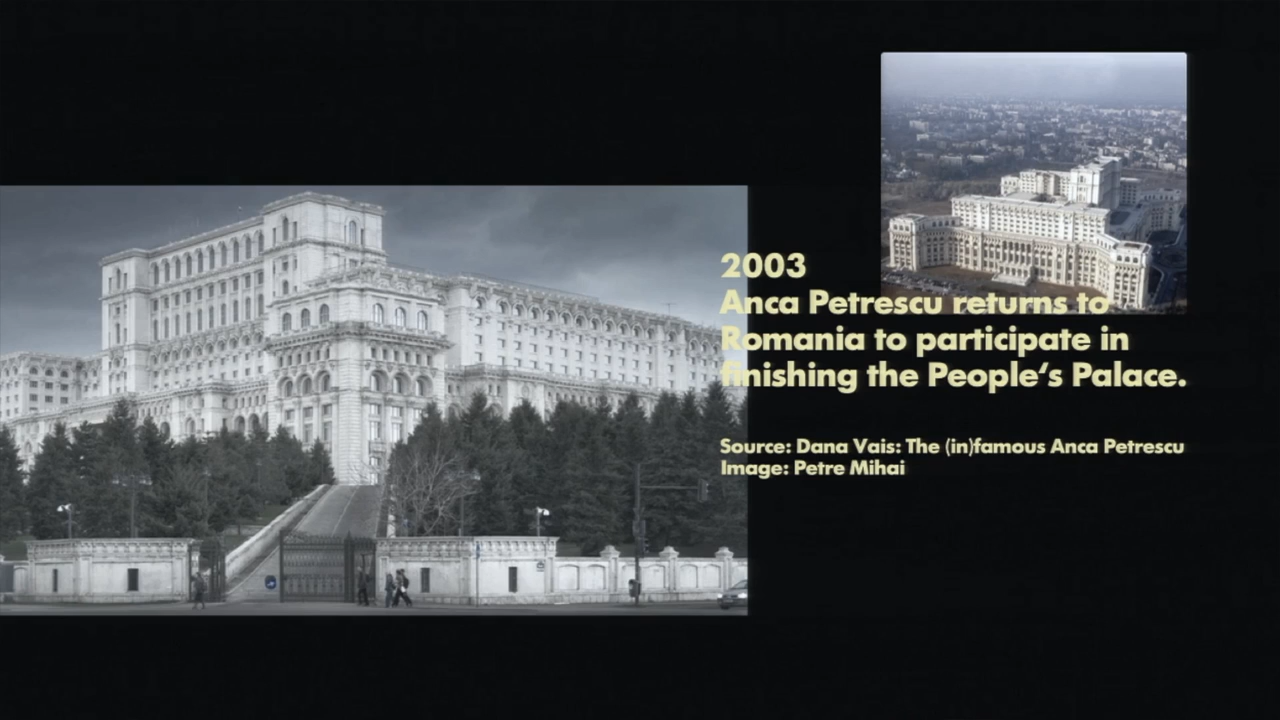 2003
Anca Petrescu returns to
Romania to participate in
finishing the People‘s Palace.
Source: Dana Vais: The (in)famous Anca Petrescu
Image: Petre Mihai